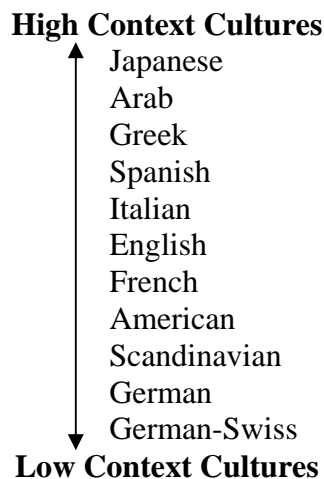 High Context Cultures
Japanese
Arab
Greek
Spanish
Italian
English
French
American
Scandinavian
German
German-Swiss
Low Context Cultures